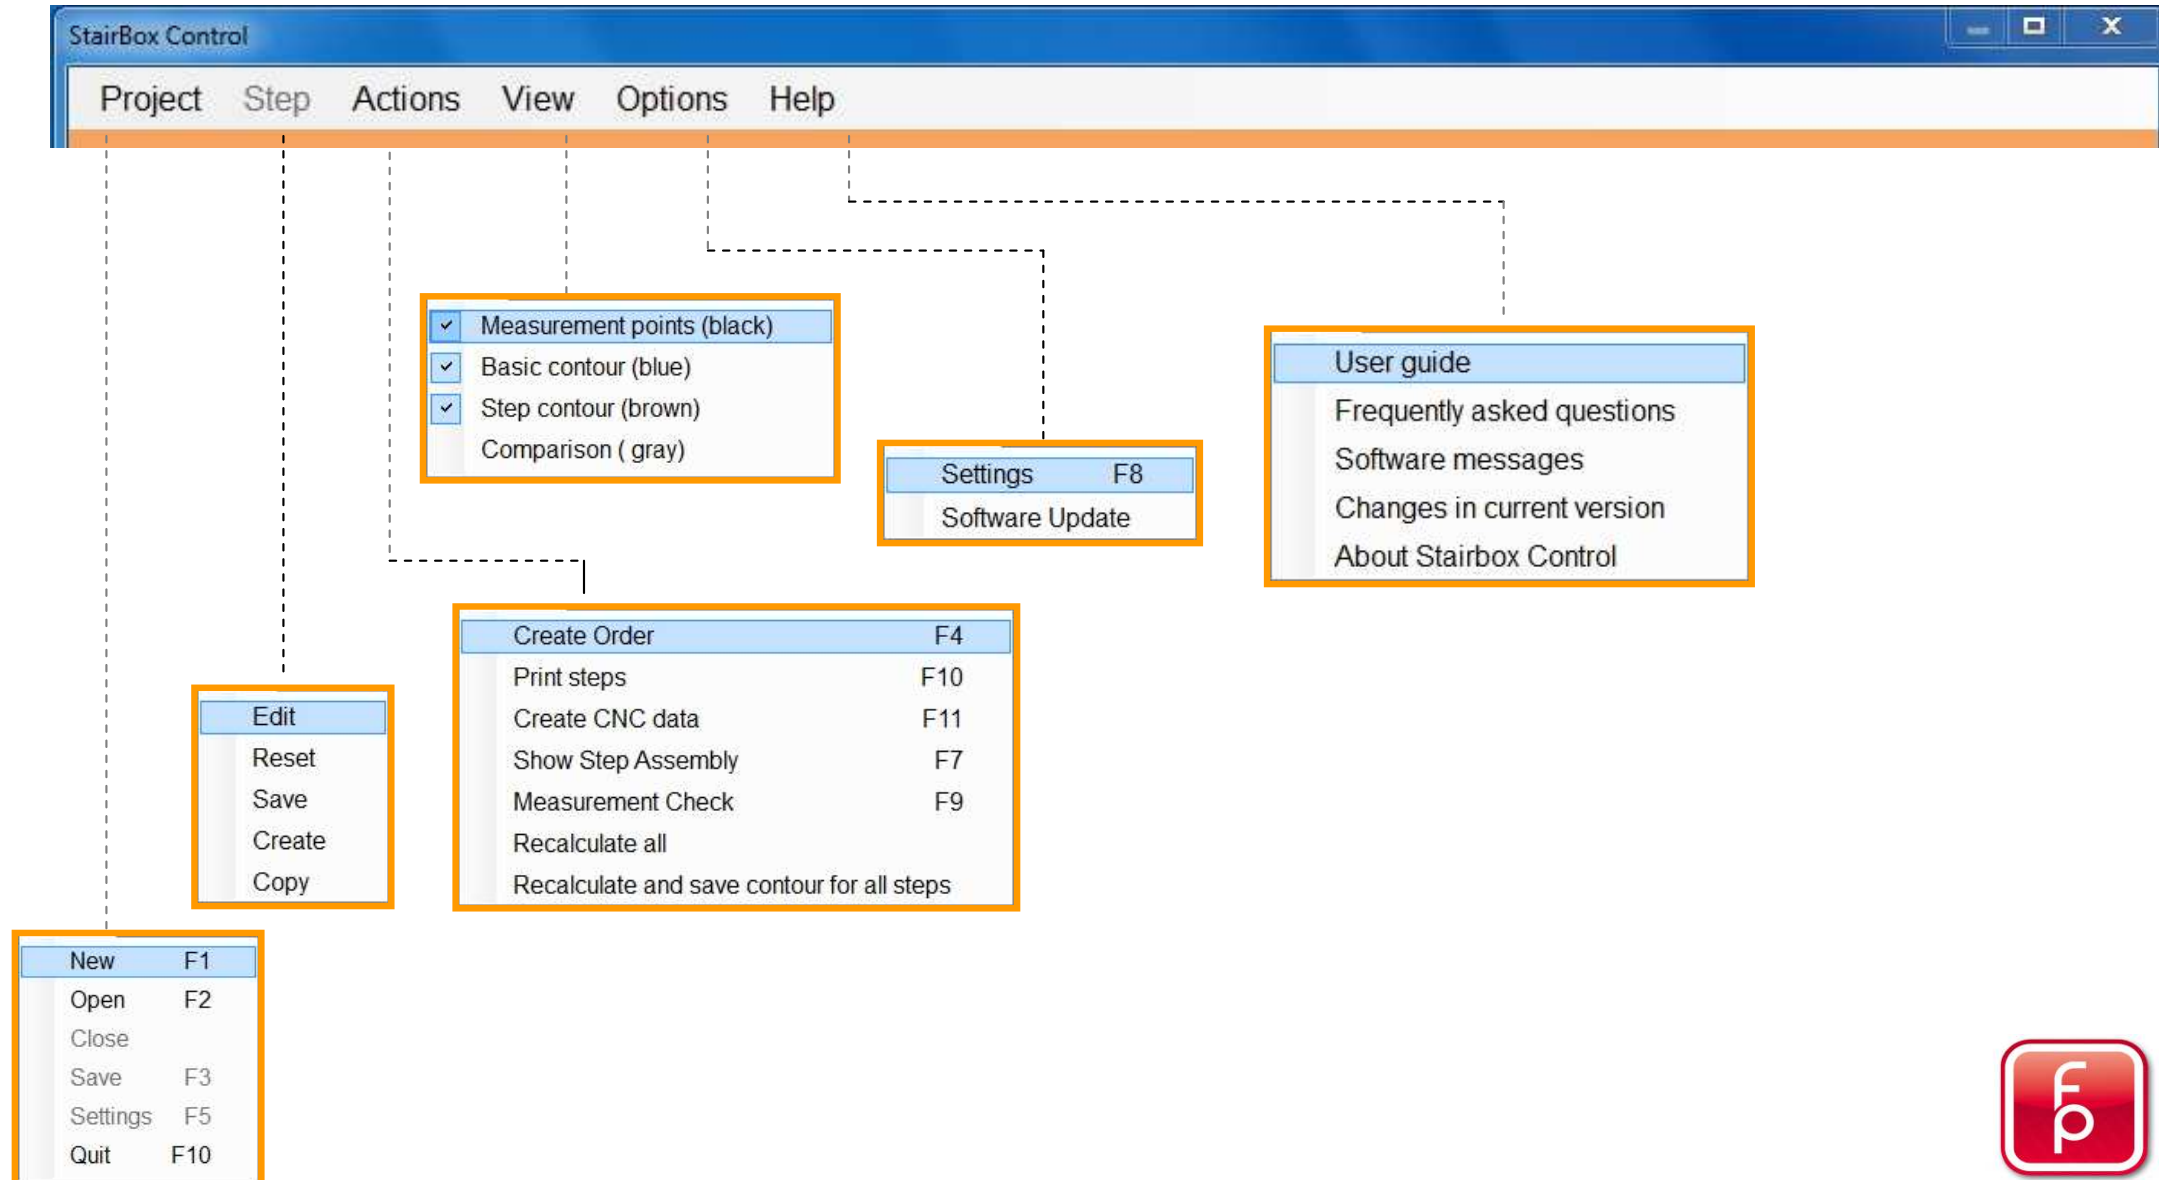 StairBox Control
Project Step Actions View Options Help
Measurement points (black)
Basic contour (blue)
Step contour (brown)
Comparison ( gray)
Settings F8
Software Update
User guide
Frequently asked questions
Software messages
Changes in current version
About Stairbox Control
Create Order F4
Print steps F10
Create CNC data F11
Show Step Assembly F7
Measurement Check F9
Recalculate all
Recalculate and save contour for all steps
Edit
Reset
Save
Create
Copy
New F1
Open F2
Close
Save F3
Settings F5
Quit F10
FP